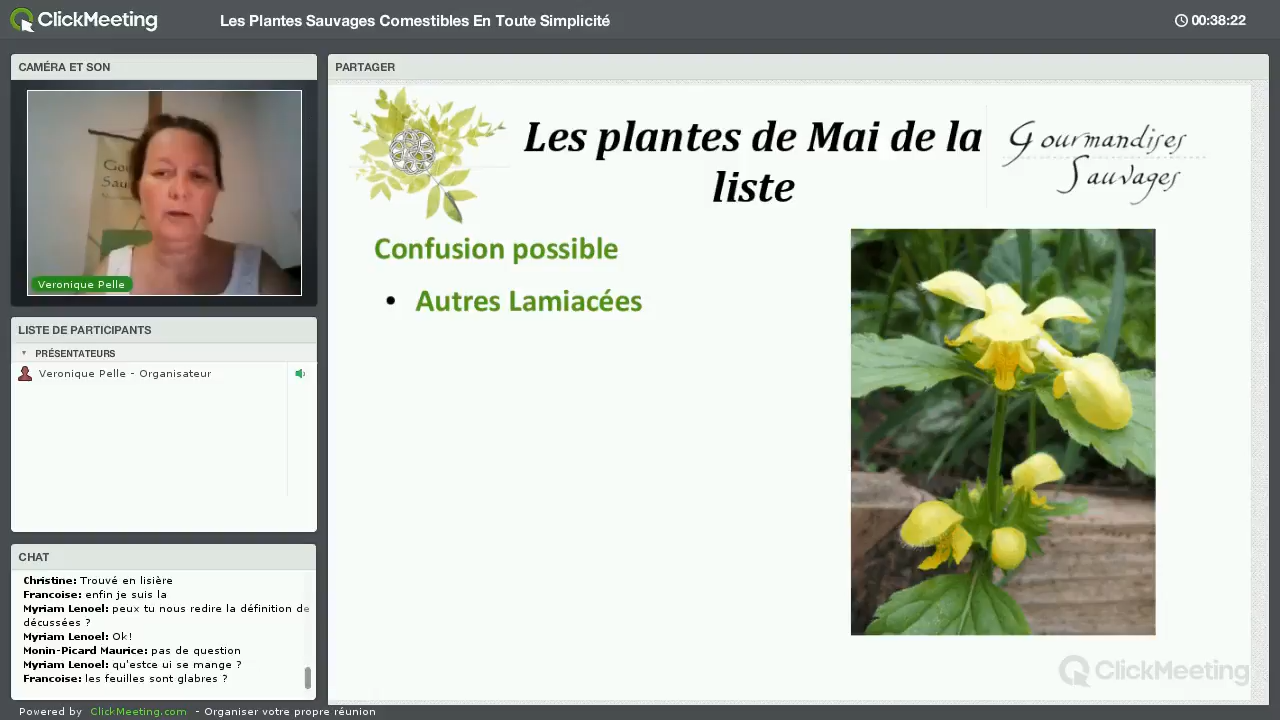 ClickMeeting
Les Plantes Sauvages Comestibles En Toute Simplicité
00:38:22
CAMÉRA ET SON
Gou
Sau
Veronique Pelle
LISTE DE PARTICIPANTS
PRÉSENTATEURS
Veronique Pelle - Organisateur
CHAT
Christine: Trouvé en lisière
Francoise: enfin je suis la
Myriam Lenoel: peux tu nous redire la définition de
décussées ?
Myriam Lenoel: Ok!
Monin-Picard Maurice: pas de question
Myriam Lenoel: qu'estce ui se mange ?
Francoise: les feuilles sont glabres ?
PARTAGER
Les plantes de Mai de la
liste
Gourmandises
Sauvages
Confusion possible
• Autres Lamiacées
ClickMeeting
Powered by ClickMeeting.com - Organiser votre propre réunion